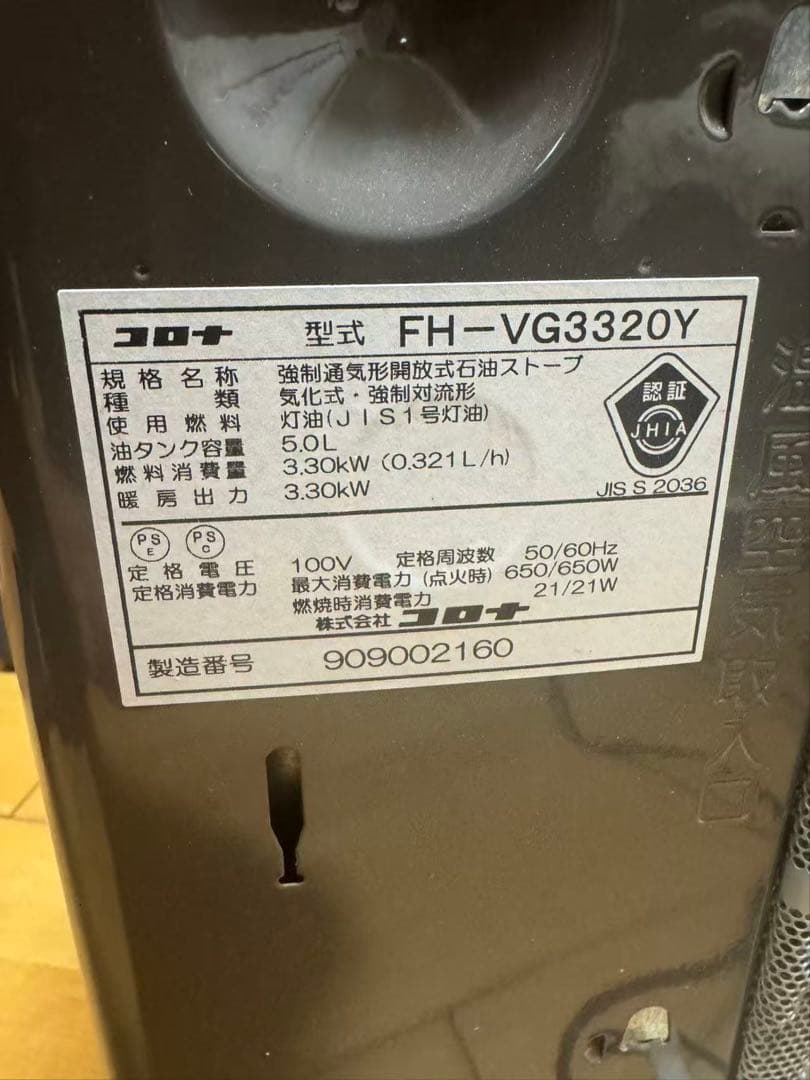 コロナ 型式 FH-VG3320Y
規格名称 強制通気形開放式石油ストーブ
種類 気化式・強制対流形
使用燃料 灯油(JIS1号灯油)
油タンク容量 5.0L
燃料消費量 3.30kW (0.321L/h)
暖房出力 3.30kW
認証
JHIA
JIS S 2036
PS E PS C
定格電圧 100V 定格周波数 50/60Hz
定格消費電力 最大消費電力 (点火時) 650/650W
燃焼時消費電力 21/21W
株式会社 コロナ
製造番号 909002160
温風空気取入口